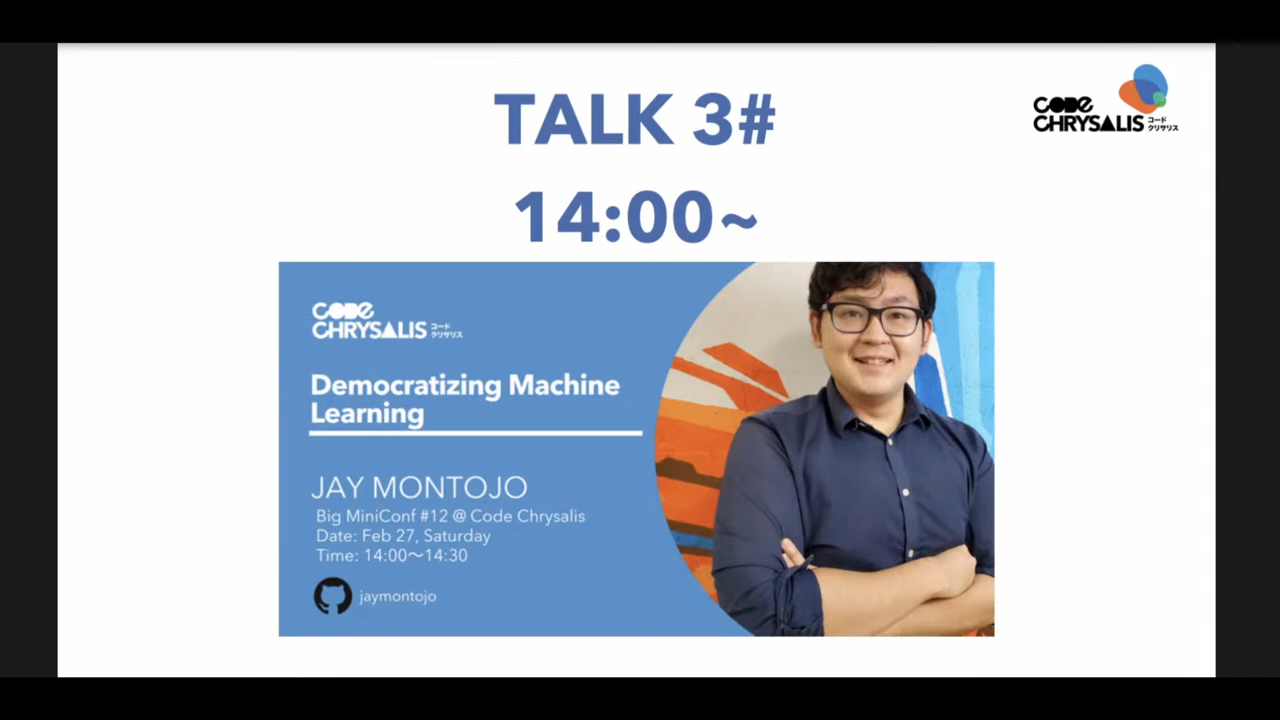 TALK 3#
CODE
CHRYSALIS コード
クリサリス
14:00~
CODE
CHRYSALIS コード
クリサリス
Democratizing Machine
Learning
JAY MONTOJO
Big MiniConf #12 @ Code Chrysalis
Date: Feb 27, Saturday
Time: 14:00〜14:30
jaymontojo